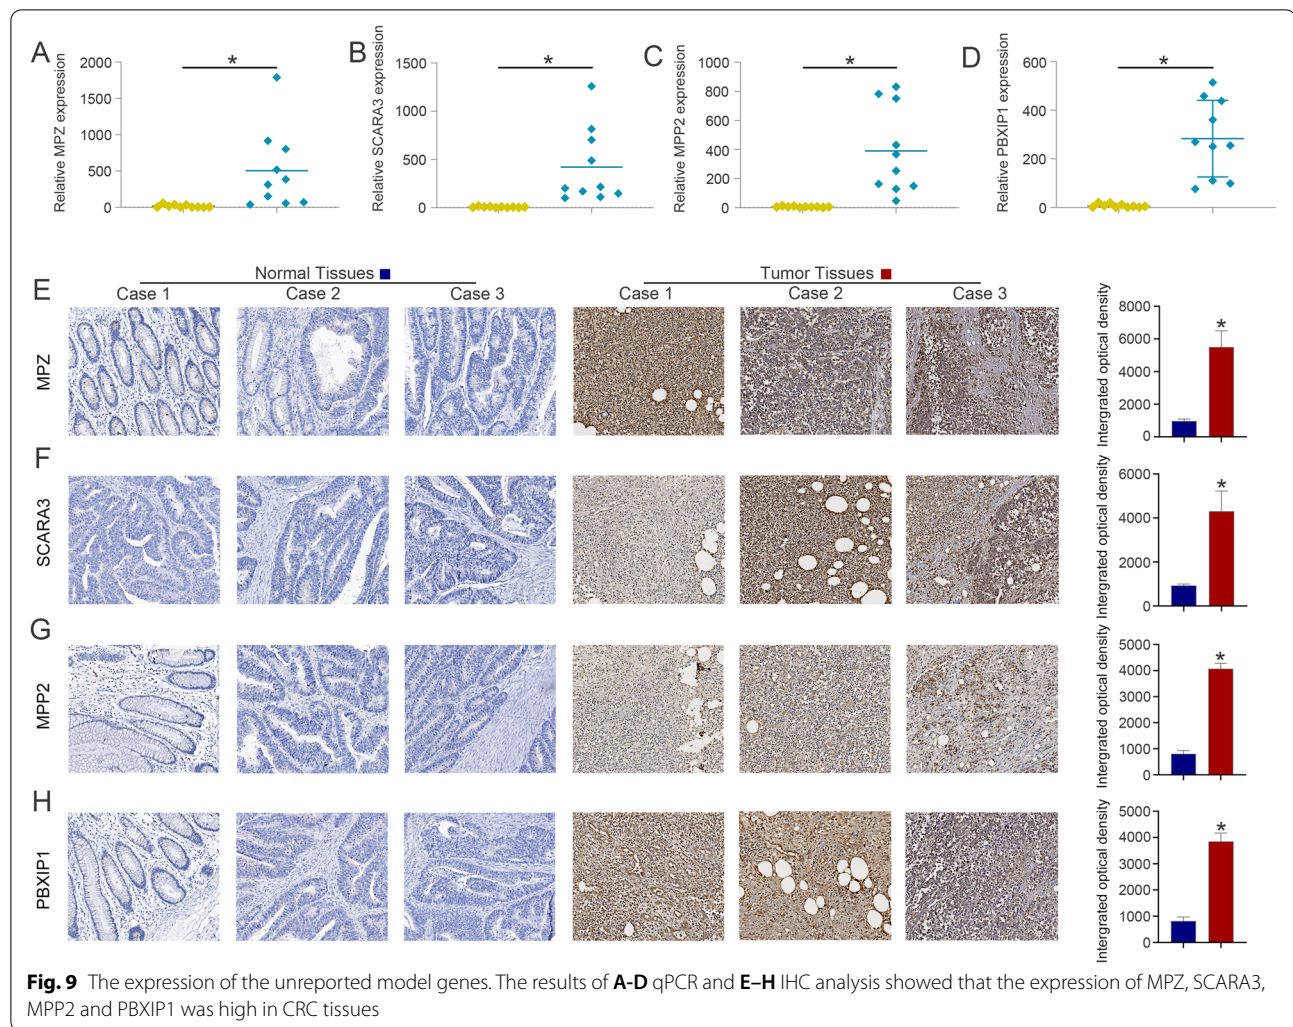 A
Relative MPZ expression
2000
1500
1000
500
0
*
B
Relative SCARA3 expression
1500
1000
500
0
*
C
Relative MPP2 expression
1000
800
600
400
200
0
*
D
Relative PBXIP1 expression
600
400
200
0
*
Normal Tissues
Tumor Tissues
E
Case 1
Case 2
Case 3
Case 1
Case 2
Case 3
MPZ
Intergrated optical density
8000
6000
4000
2000
0
*
F
SCARA3
Intergrated optical density
6000
4000
2000
0
*
G
MPP2
Intergrated optical density
5000
4000
3000
2000
1000
0
*
H
PBXIP1
Intergrated optical density
5000
4000
3000
2000
1000
0
*
Fig. 9 The expression of the unreported model genes. The results of A-D qPCR and E–H IHC analysis showed that the expression of MPZ, SCARA3,
MPP2 and PBXIP1 was high in CRC tissues